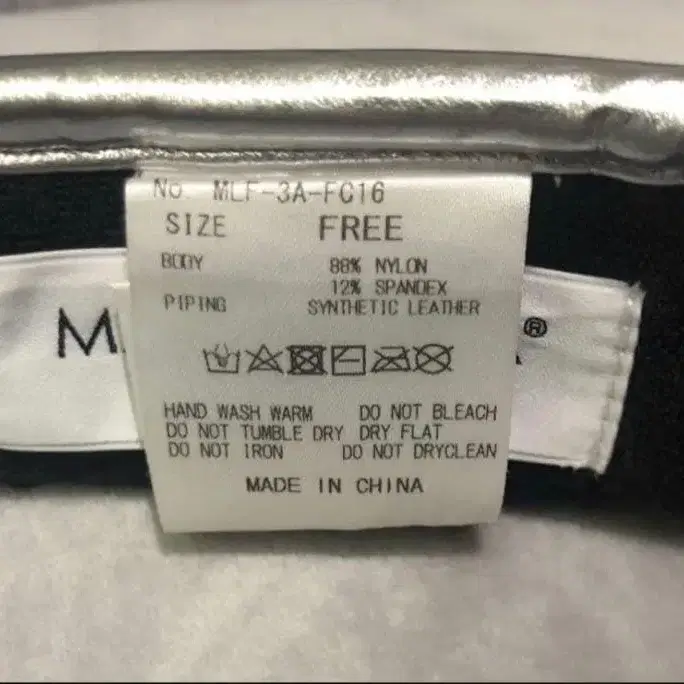 No. MLF-3A-FC16
SIZE FREE
BODY 88% NYLON
12% SPANDEX
PIPING SYNTHETIC LEATHER
M
®
HAND WASH WARM DO NOT BLEACH
DO NOT TUMBLE DRY DRY FLAT
DO NOT IRON DO NOT DRYCLEAN
MADE IN CHINA